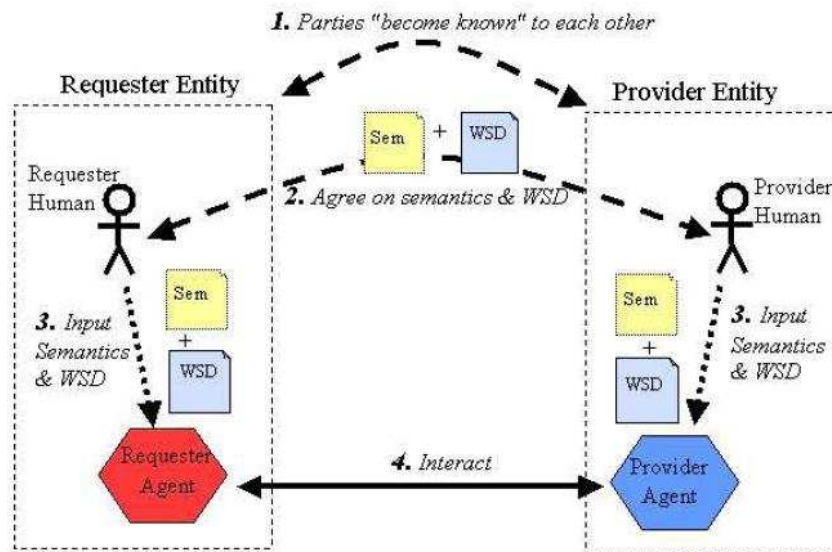 1. Parties "become known" to each other
Requester Entity
Provider Entity
Sem
+
WSD
Requester
Human
2. Agree on semantics & WSD
Provider
Human
Sem
+
WSD
3. Input
Semantics
& WSD
Sem
+
WSD
3. Input
Semantics
& WSD
Requester
Agent
4. Interact
Provider
Agent